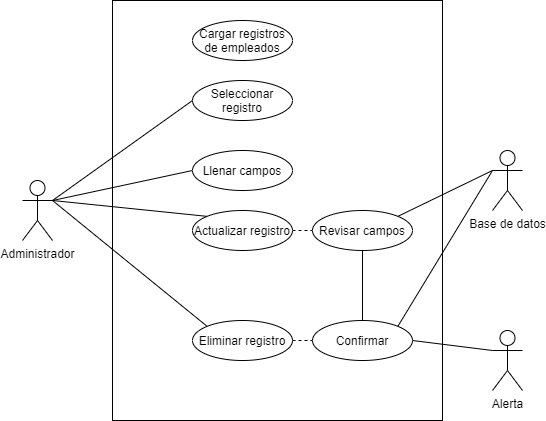 Cargar registros
de empleados
Seleccionar
registro
Llenar campos
Actualizar registro
Revisar campos
Base de datos
Administrador
Eliminar registro
Confirmar
Alerta